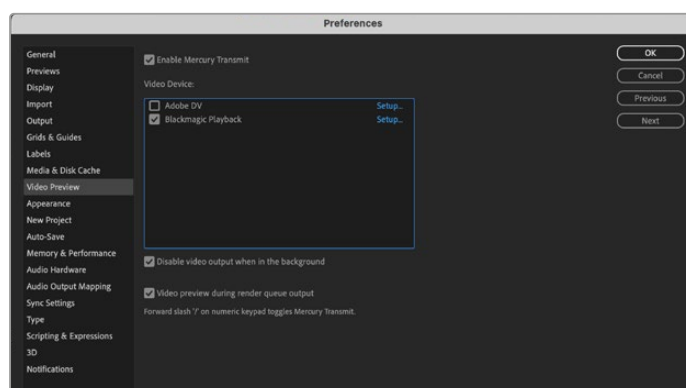 Preferences
General
Previews
Display
Import
Output
Grids & Guides
Labels
Media & Disk Cache
Video Preview
Appearance
New Project
Auto-Save
Memory & Performance
Audio Hardware
Audio Output Mapping
Sync Settings
Type
Scripting & Expressions
3D
Notifications
Enable Mercury Transmit
Video Device:
Adobe DV Setup...
Blackmagic Playback Setup...
Disable video output when in the background
Video preview during render queue output
Forward slash '/' on numeric keypad toggles Mercury Transmit.
OK
Cancel
Previous
Next